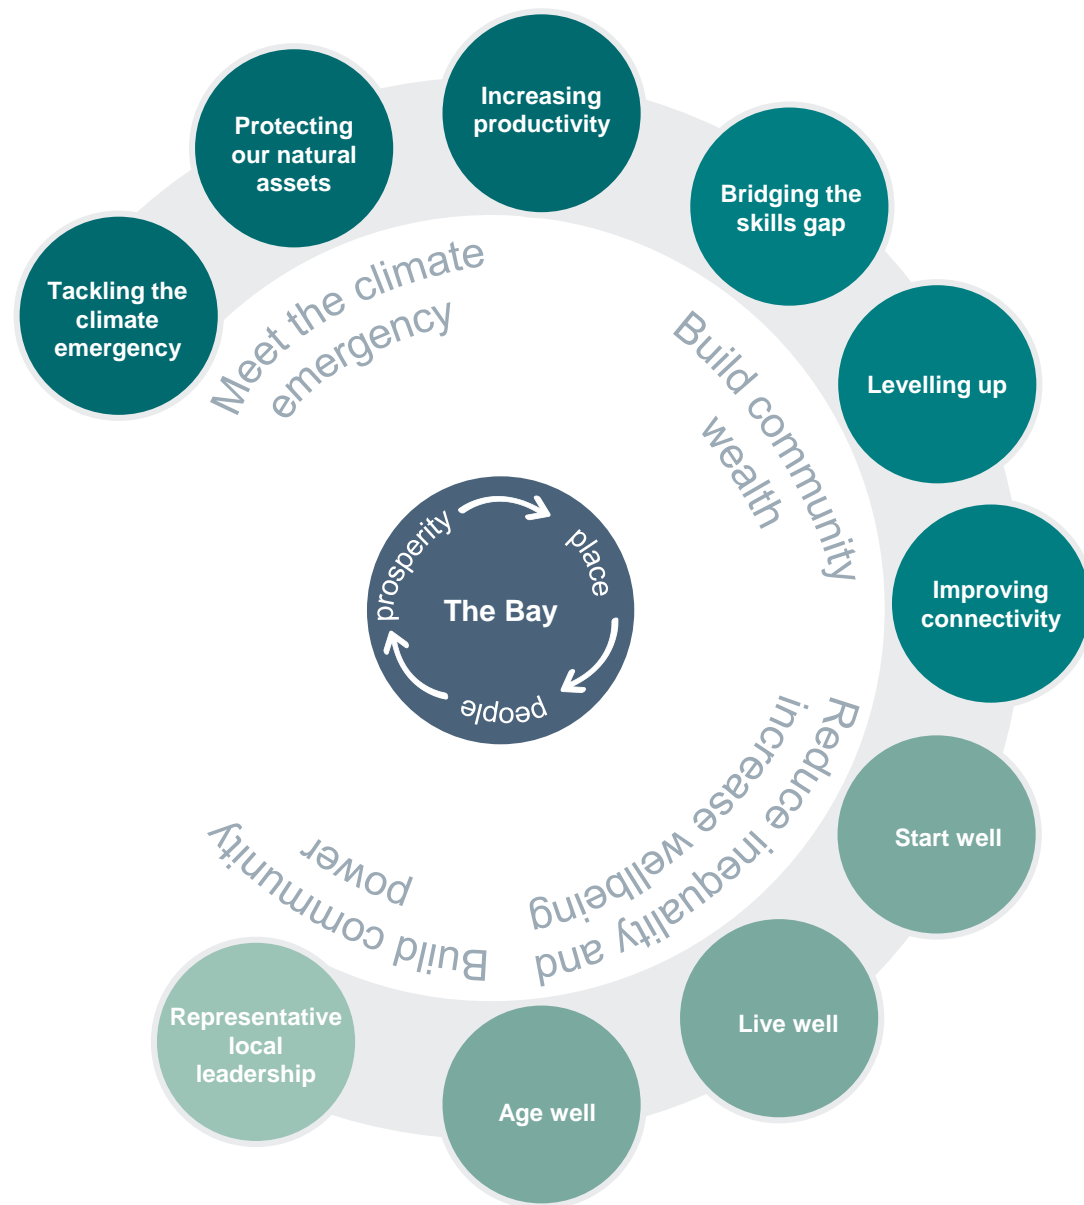 Increasing
productivity
Protecting
our natural
assets
Bridging the
skills gap
Tackling the
climate
emergency
Levelling up
Meet the climate
emergency
Build community
wealth
prosperity
place
The Bay
people
Improving
connectivity
Reduce inequality and
increase wellbeing
Start well
Build community
power
Live well
Representative
local
leadership
Age well